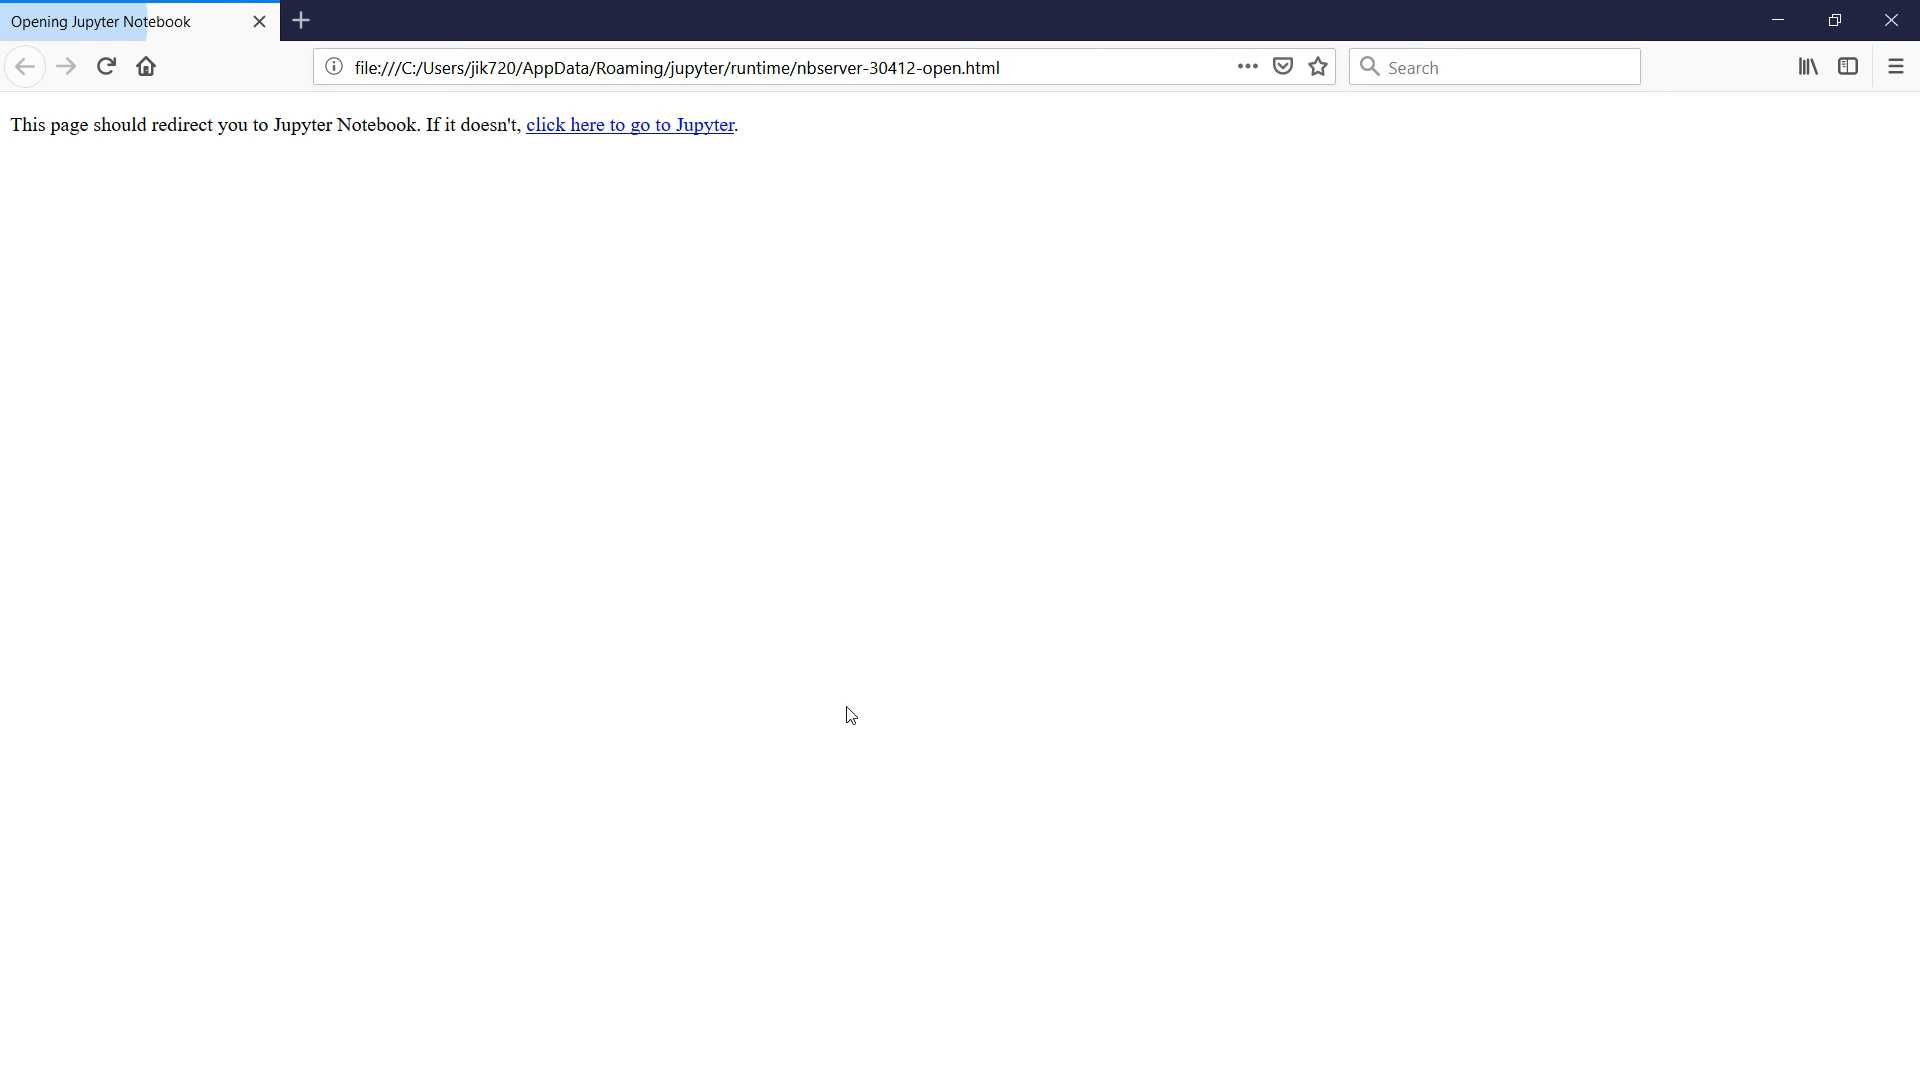 Opening Jupyter Notebook
file:///C:/Users/jik720/AppData/Roaming/jupyter/runtime/nbserver-30412-open.html
Search
This page should redirect you to Jupyter Notebook. If it doesn't, click here to go to Jupyter.